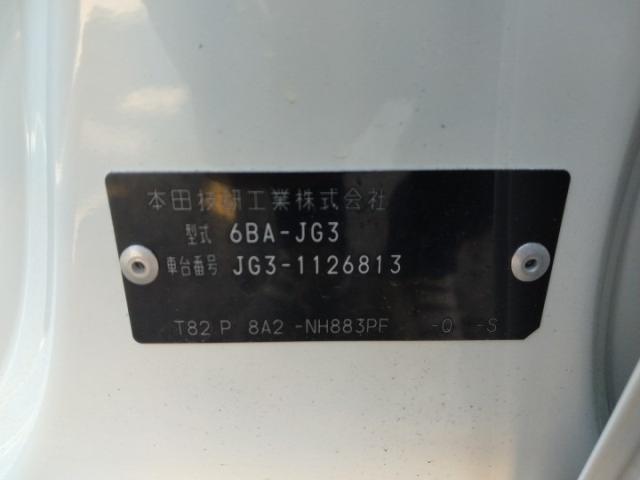 本田技研工業株式会社
型式 6BA-JG3
車台番号 JG3-1126813
T82 P 8A2 -NH883PF -0 -S